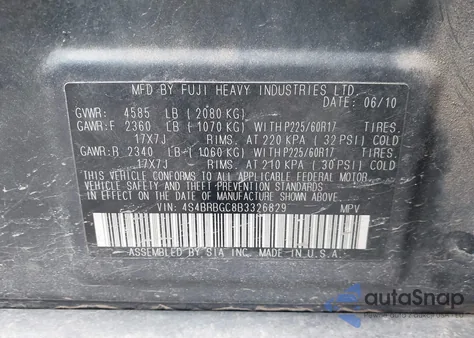 MFD BY FUJI HEAVY INDUSTRIES LTD.
DATE: 06/10
GVWR: 4585 LB (2080 KG)
GAWR:F 2360 LB (1070 KG) WITH P225/60R17 TIRES.
17X7J RIMS. AT 220 KPA (32 PSI) COLD
GAWR:R 2340 LB (1060 KG) WITH P225/60R17 TIRES.
17X7J RIMS. AT 210 KPA (30 PSI) COLD
THIS VEHICLE CONFORMS TO ALL APPLICABLE FEDERAL MOTOR
VEHICLE SAFETY AND BUMPER STANDARDS
IN EFFECT ON THE DATE OF MANUFACTURE SHOWN ABOVE.
VIN: 4S4BRBGC8B3326829 MPV
ASSEMBLED BY SIA INC. MADE IN U.S.A.
autoSnap